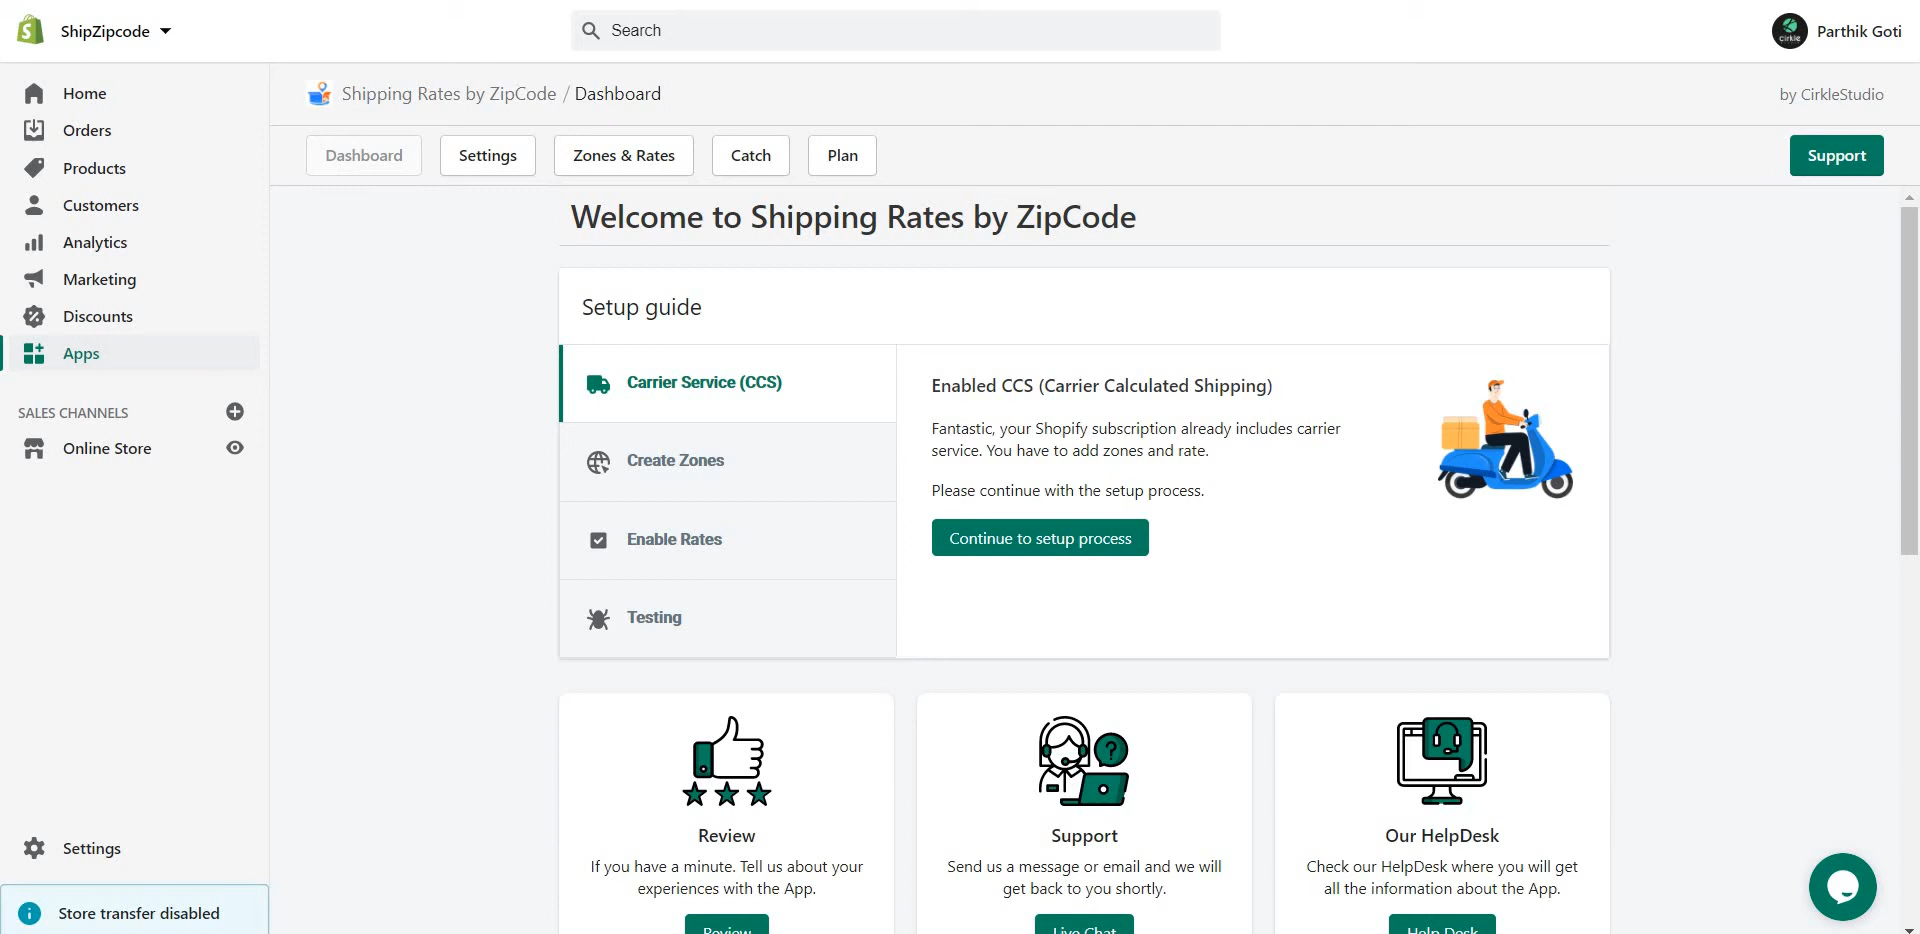 ShipZipcode
Search
cirkle
Parthik Goti
Home
Orders
Products
Customers
Analytics
Marketing
Discounts
Apps
SALES CHANNELS
Online Store
Settings
Store transfer disabled
Shipping Rates by ZipCode / Dashboard
by CirkleStudio
Dashboard
Settings
Zones & Rates
Catch
Plan
Support
Welcome to Shipping Rates by ZipCode
Setup guide
Carrier Service (CCS)
Create Zones
Enable Rates
Testing
Enabled CCS (Carrier Calculated Shipping)
Fantastic, your Shopify subscription already includes carrier
service. You have to add zones and rate.
Please continue with the setup process.
Continue to setup process
Review
If you have a minute. Tell us about your
experiences with the App.
Review
Support
Send us a message or email and we will
get back to you shortly.
Live Chat
Our HelpDesk
Check our HelpDesk where you will get
all the information about the App.
Help Desk